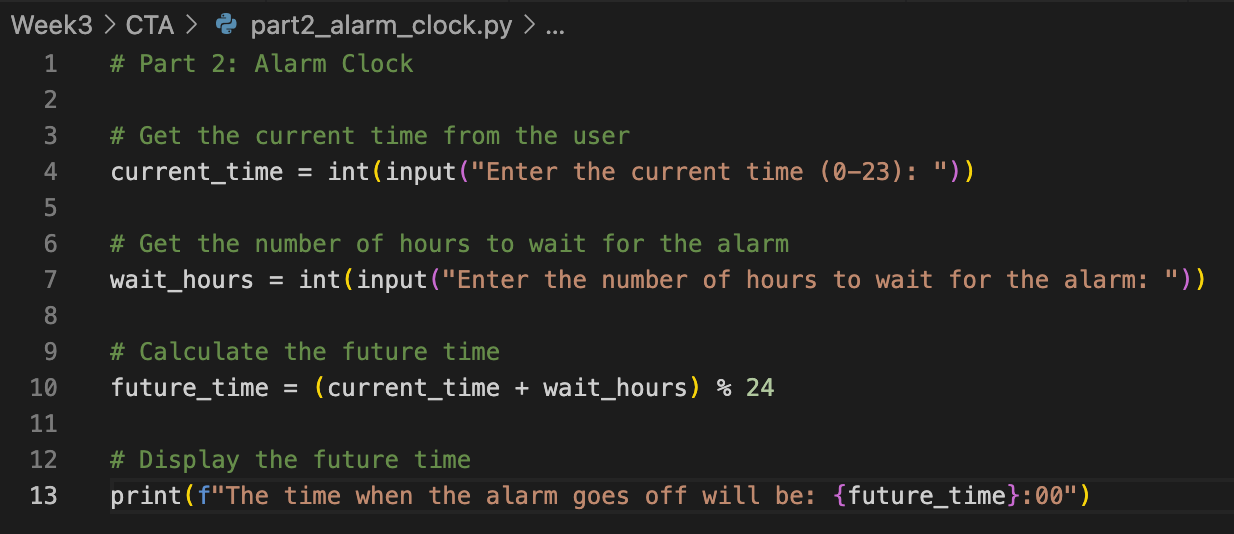 Week3 > CTA > part2_alarm_clock.py > ...
1 # Part 2: Alarm Clock
2
3 # Get the current time from the user
4 current_time = int(input("Enter the current time (0-23): "))
5
6 # Get the number of hours to wait for the alarm
7 wait_hours = int(input("Enter the number of hours to wait for the alarm: "))
8
9 # Calculate the future time
10 future_time = (current_time + wait_hours) % 24
11
12 # Display the future time
13 print(f"The time when the alarm goes off will be: {future_time}:00")